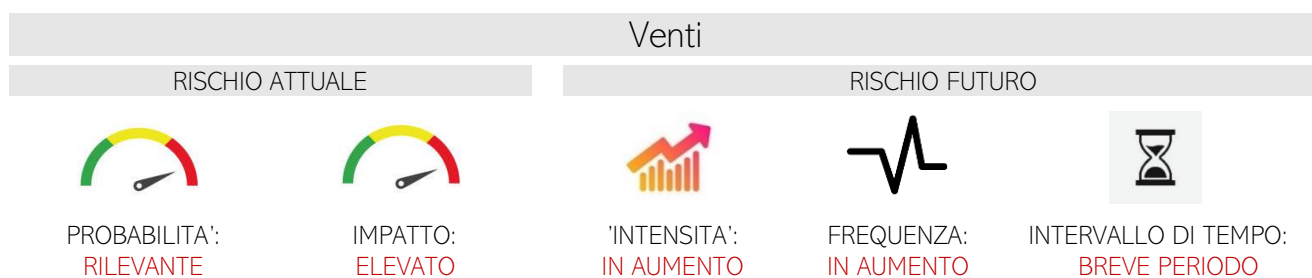 Venti
RISCHIO ATTUALE
RISCHIO FUTURO
PROBABILITA':
RILEVANTE
IMPATTO:
ELEVATO
'INTENSITA':
IN AUMENTO
FREQUENZA:
IN AUMENTO
INTERVALLO DI TEMPO:
BREVE PERIODO